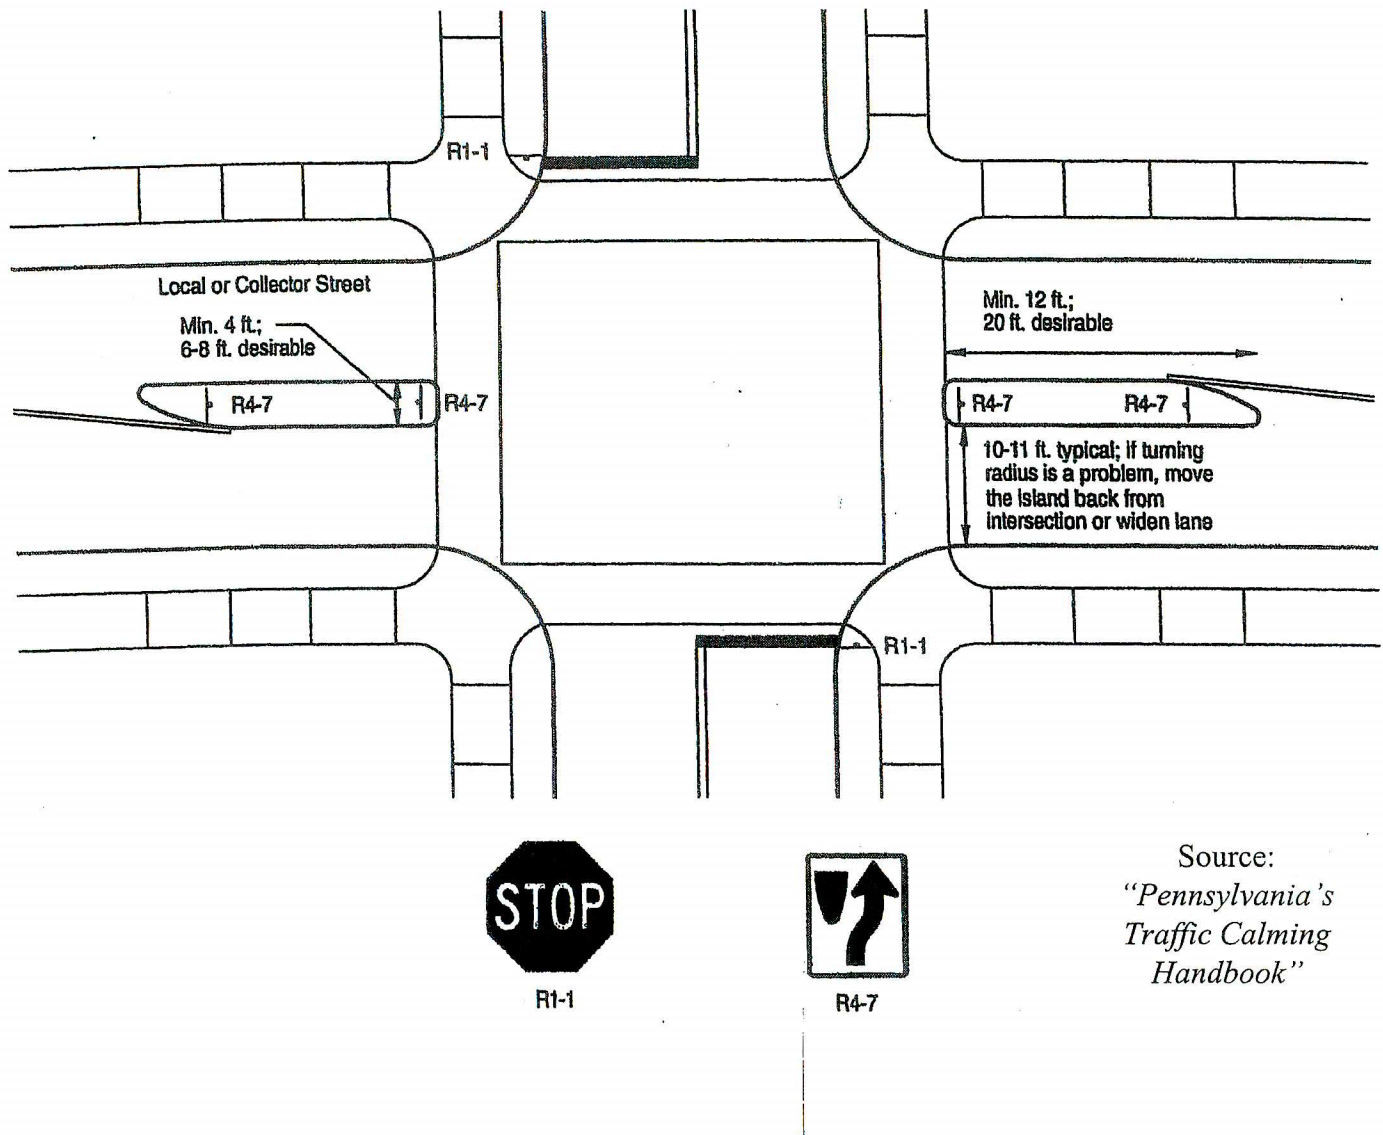 R1-1
Local or Collector Street
Min. 4 ft.;
6-8 ft. desirable
R4-7
R4-7
Min. 12 ft.;
20 ft. desirable
R4-7
R4-7
10-11 ft. typical; if turning
radius is a problem, move
the island back from
intersection or widen lane
R1-1
STOP
R1-1
R4-7
Source:
“Pennsylvania’s
Traffic Calming
Handbook”